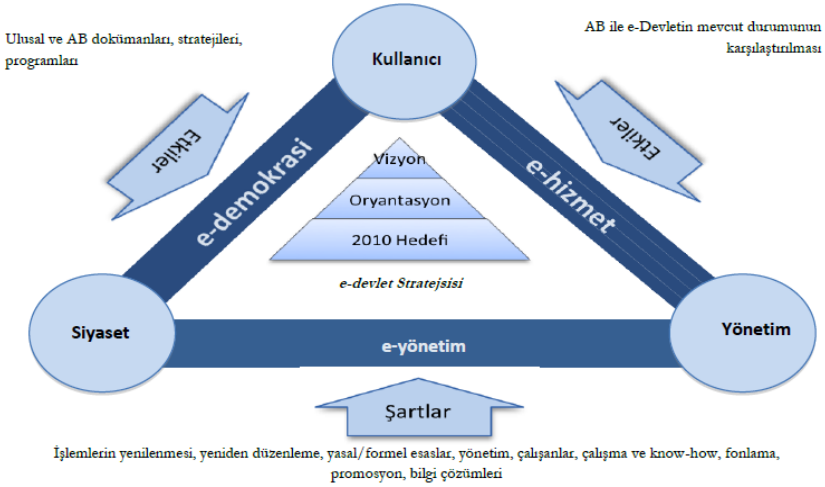 Ulusal ve AB dokümanları, stratejileri,
programları
AB ile e-Devletin mevcut durumunun
karşılaştırılması
Kullanıcı
Etkiler
Etkiler
e-demokrasi
e-hizmet
Vizyon
Oryantasyon
2010 Hedefi
e-devlet Stratejsisi
Siyaset
Yönetim
e-yönetim
Şartlar
İşlemlerin yenilenmesi, yeniden düzenleme, yasal/formel esaslar, yönetim, çalışanlar, çalışma ve know-how, fonlama,
promosyon, bilgi çözümleri